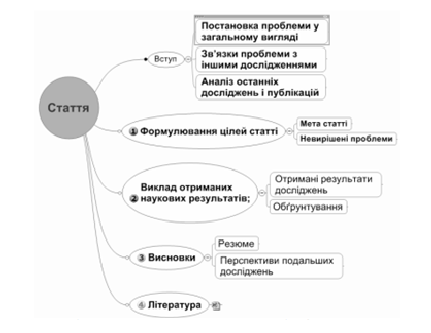 Стаття
Вступ
Постановка проблеми у
загальному вигляді
Зв'язки проблеми з
іншими дослідженнями
Аналіз останніх
досліджень і публікацій
① Формулювання цілей статті
Мета статті
Невирішені проблеми
Виклад отриманих
② наукових результатів;
Отримані результати
досліджень
Обґрунтування
③ Висновки
Резюме
Перспективи подальших
досліджень
④ Література